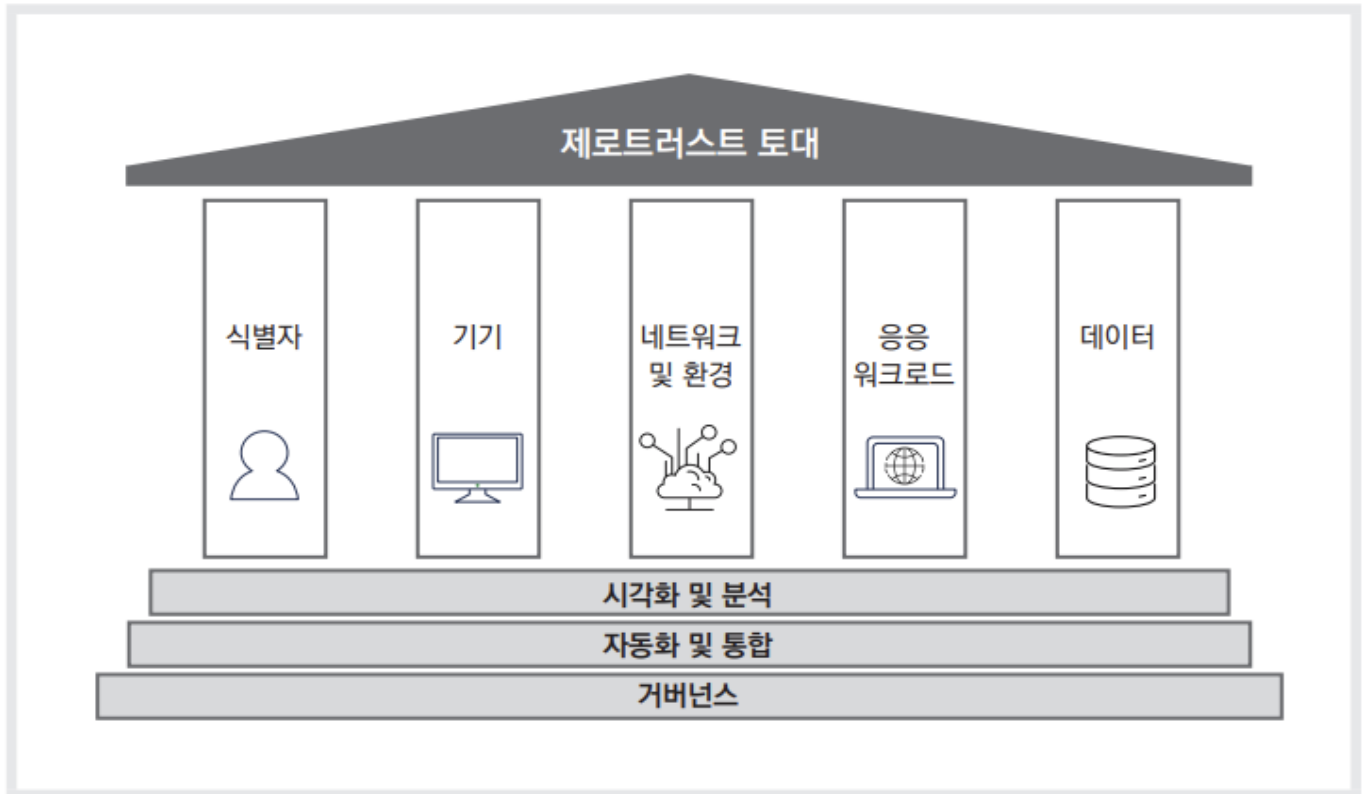 제로트러스트 토대
식별자
기기
네트워크
및 환경
응응
워크로드
데이터
시각화 및 분석
자동화 및 통합
거버넌스